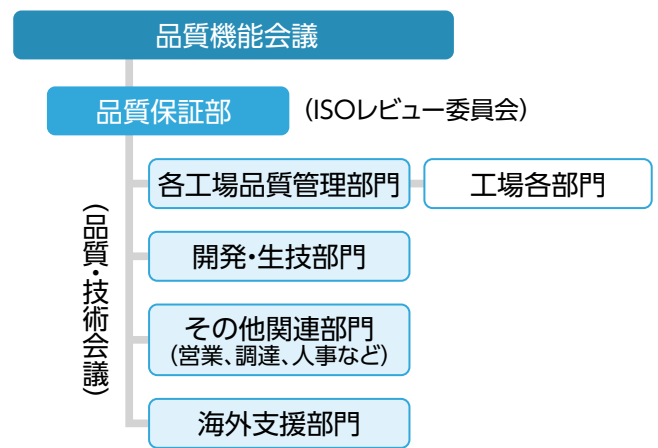 品質機能会議
品質保証部
(ISOレビュー委員会)
各工場品質管理部門
工場各部門
(品質・技術会議)
開発・生技部門
その他関連部門
(営業、調達、人事など)
海外支援部門